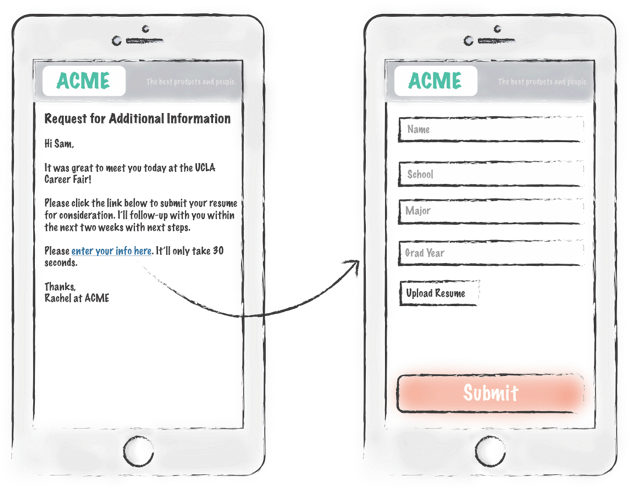 ACME
The best products and people.
Request for Additional Information
Hi Sam,
It was great to meet you today at the UCLA
Career Fair!
Please click the link below to submit your resume
for consideration. I'll follow-up with you within
the next two weeks with next steps.
Please enter your info here. It'll only take 30
seconds.
Thanks,
Rachel at ACME
ACME
The best products and people.
Name
School
Major
Grad Year
Upload Resume
Submit